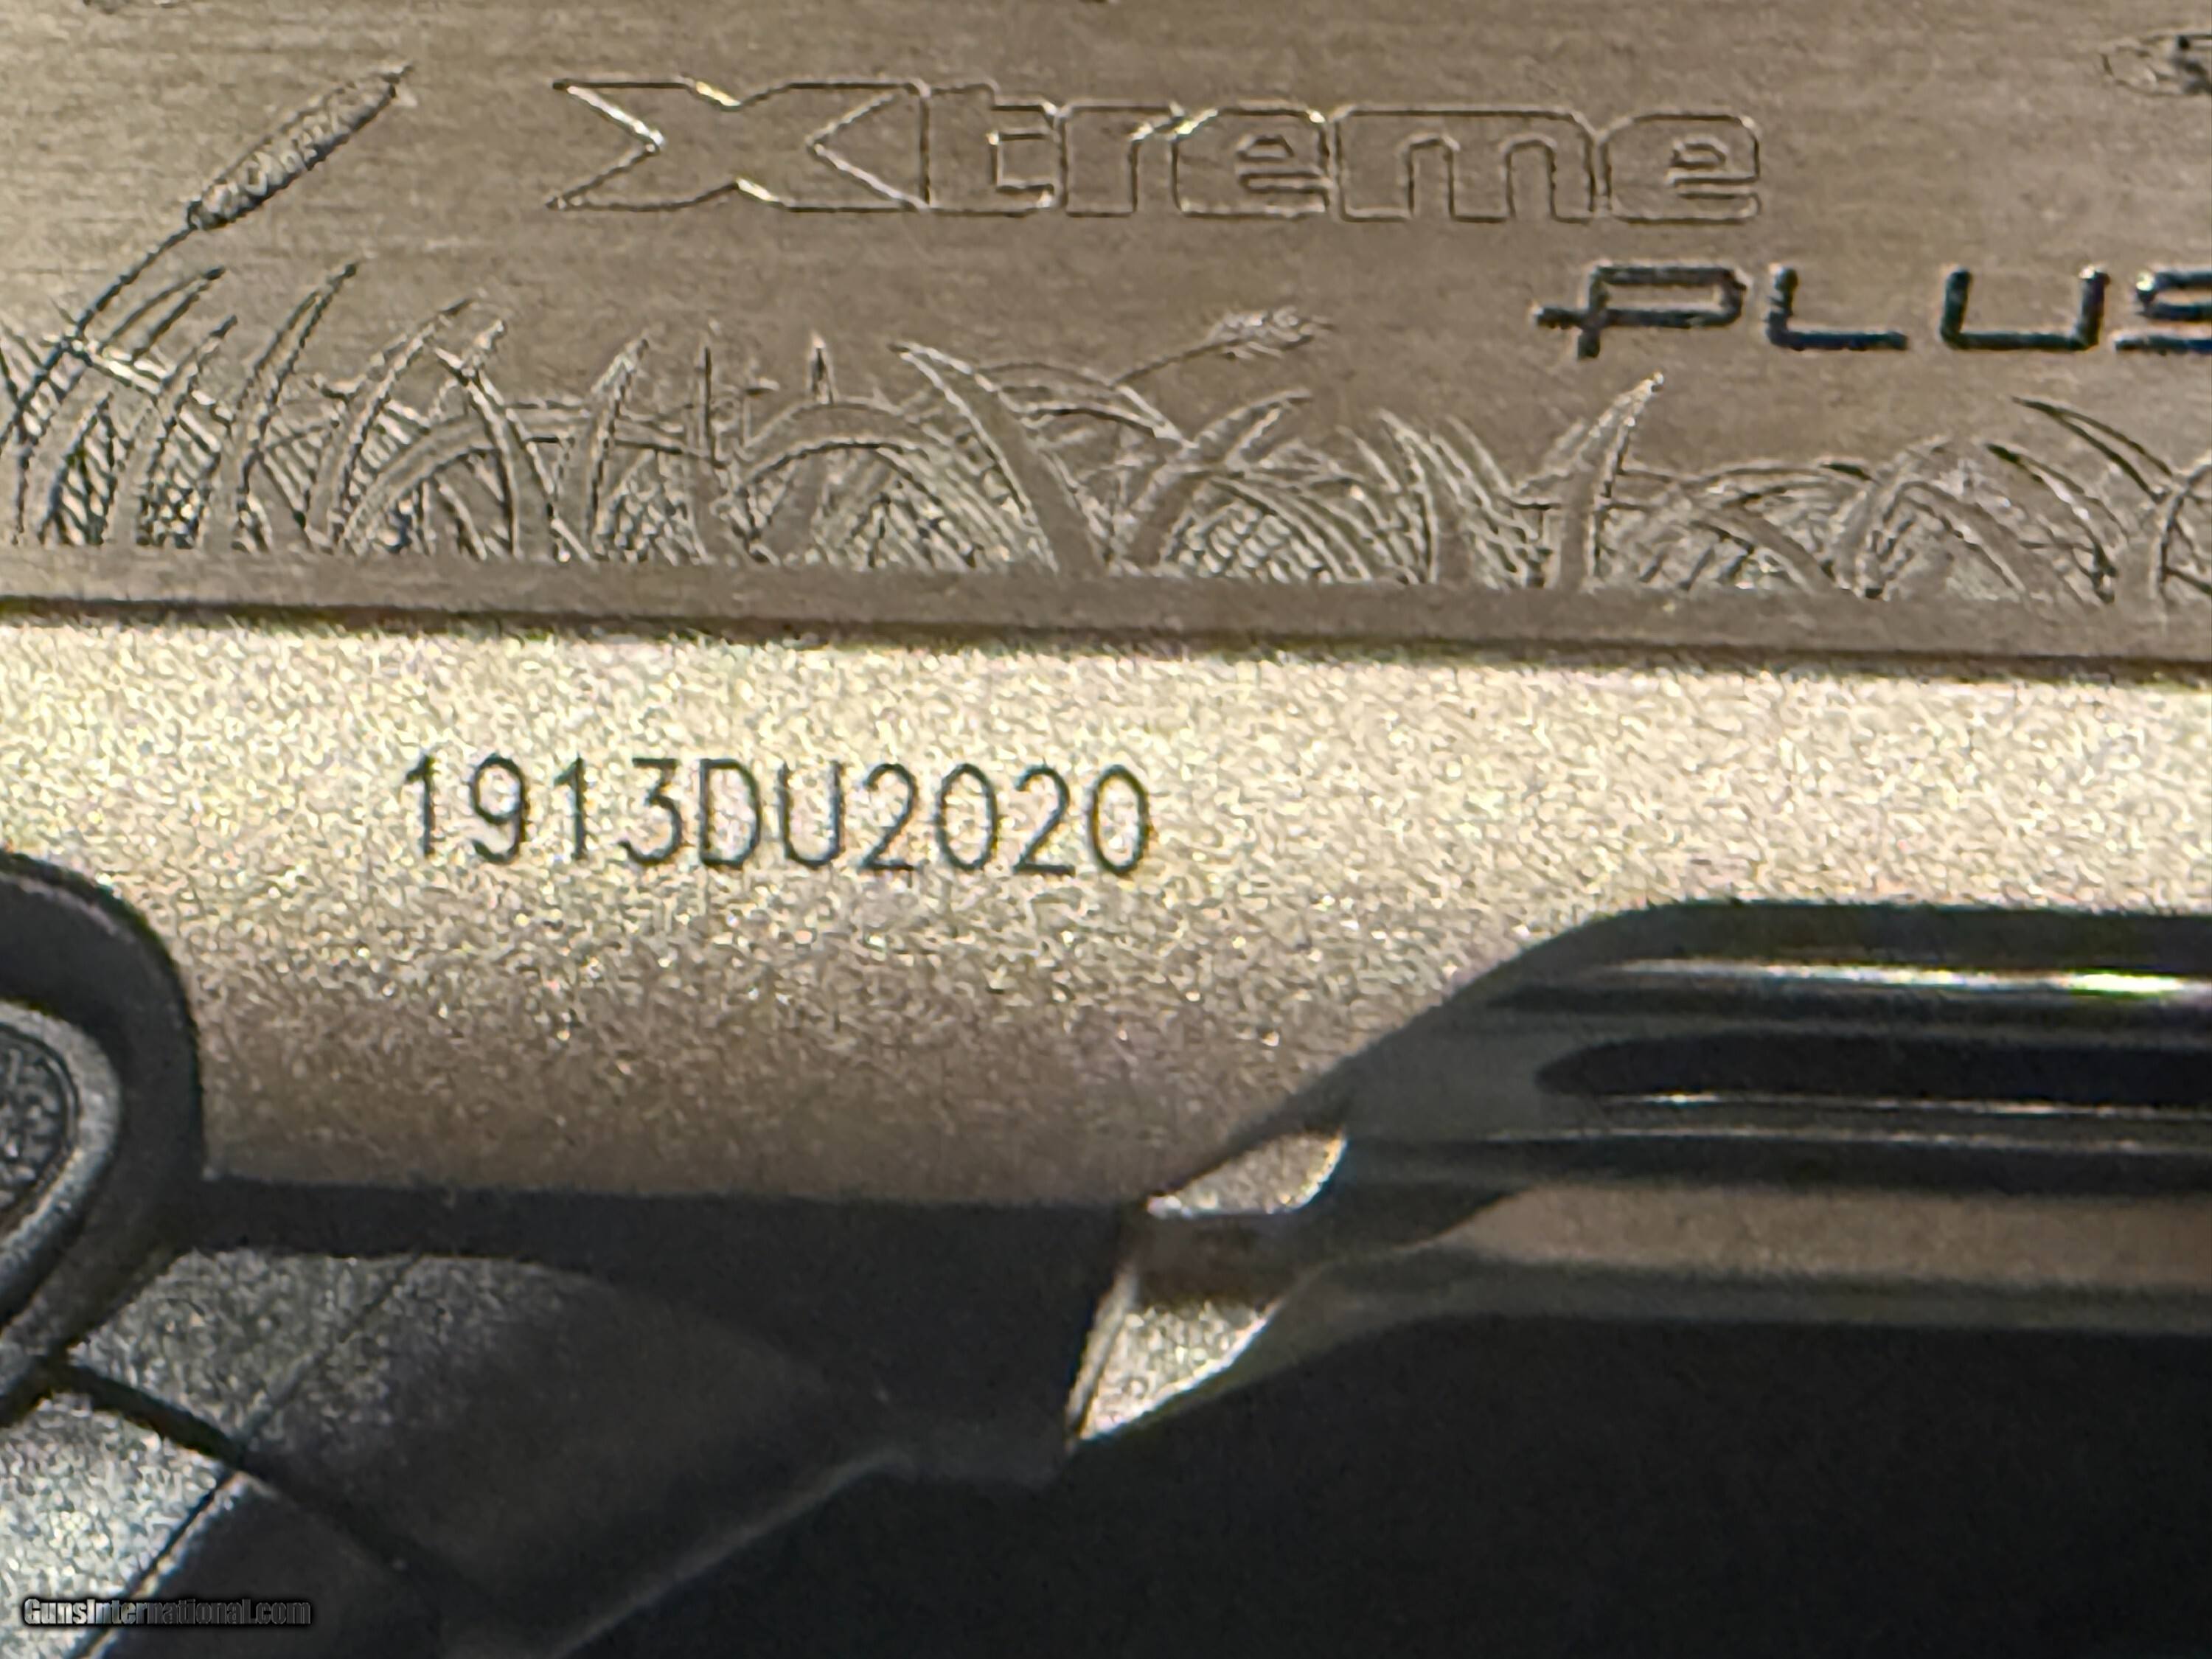 Xtreme
PLUS
1913DU2020
GunsInternational.com